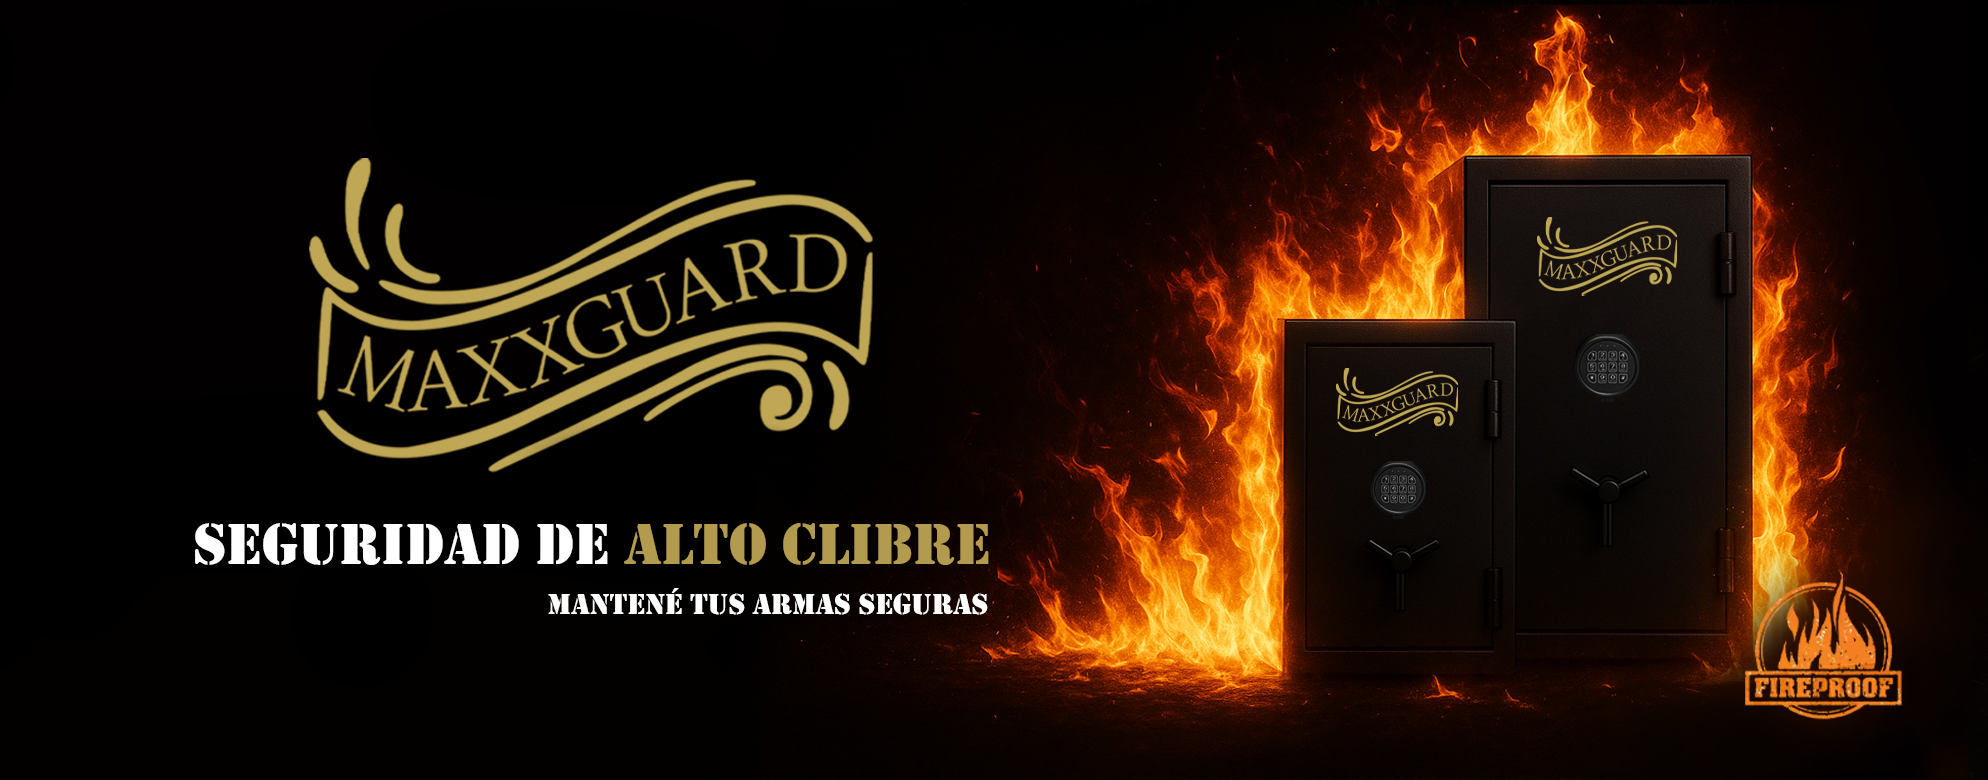 MAXXGUARD
SEGURIDAD DE ALTO CLIBRE
MANTENÉ TUS ARMAS SEGURAS
MAXXGUARD
MAXXGUARD
FIREPROOF